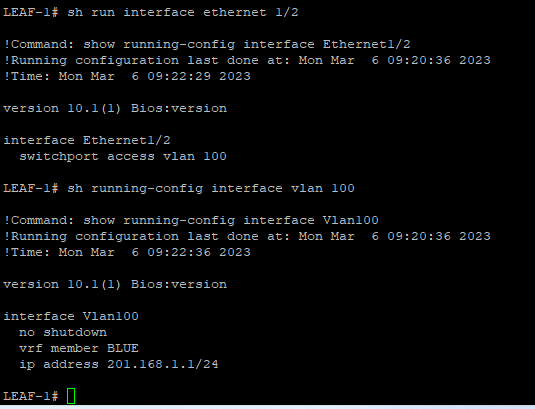 LEAF-1# sh run interface ethernet 1/2
!Command: show running-config interface Ethernet1/2
!Running configuration last done at: Mon Mar  6 09:20:36 2023
!Time: Mon Mar  6 09:22:29 2023
version 10.1(1) Bios:version
interface Ethernet1/2
  switchport access vlan 100
LEAF-1# sh running-config interface vlan 100
!Command: show running-config interface Vlan100
!Running configuration last done at: Mon Mar  6 09:20:36 2023
!Time: Mon Mar  6 09:22:36 2023
version 10.1(1) Bios:version
interface Vlan100
  no shutdown
  vrf member BLUE
  ip address 201.168.1.1/24
LEAF-1#